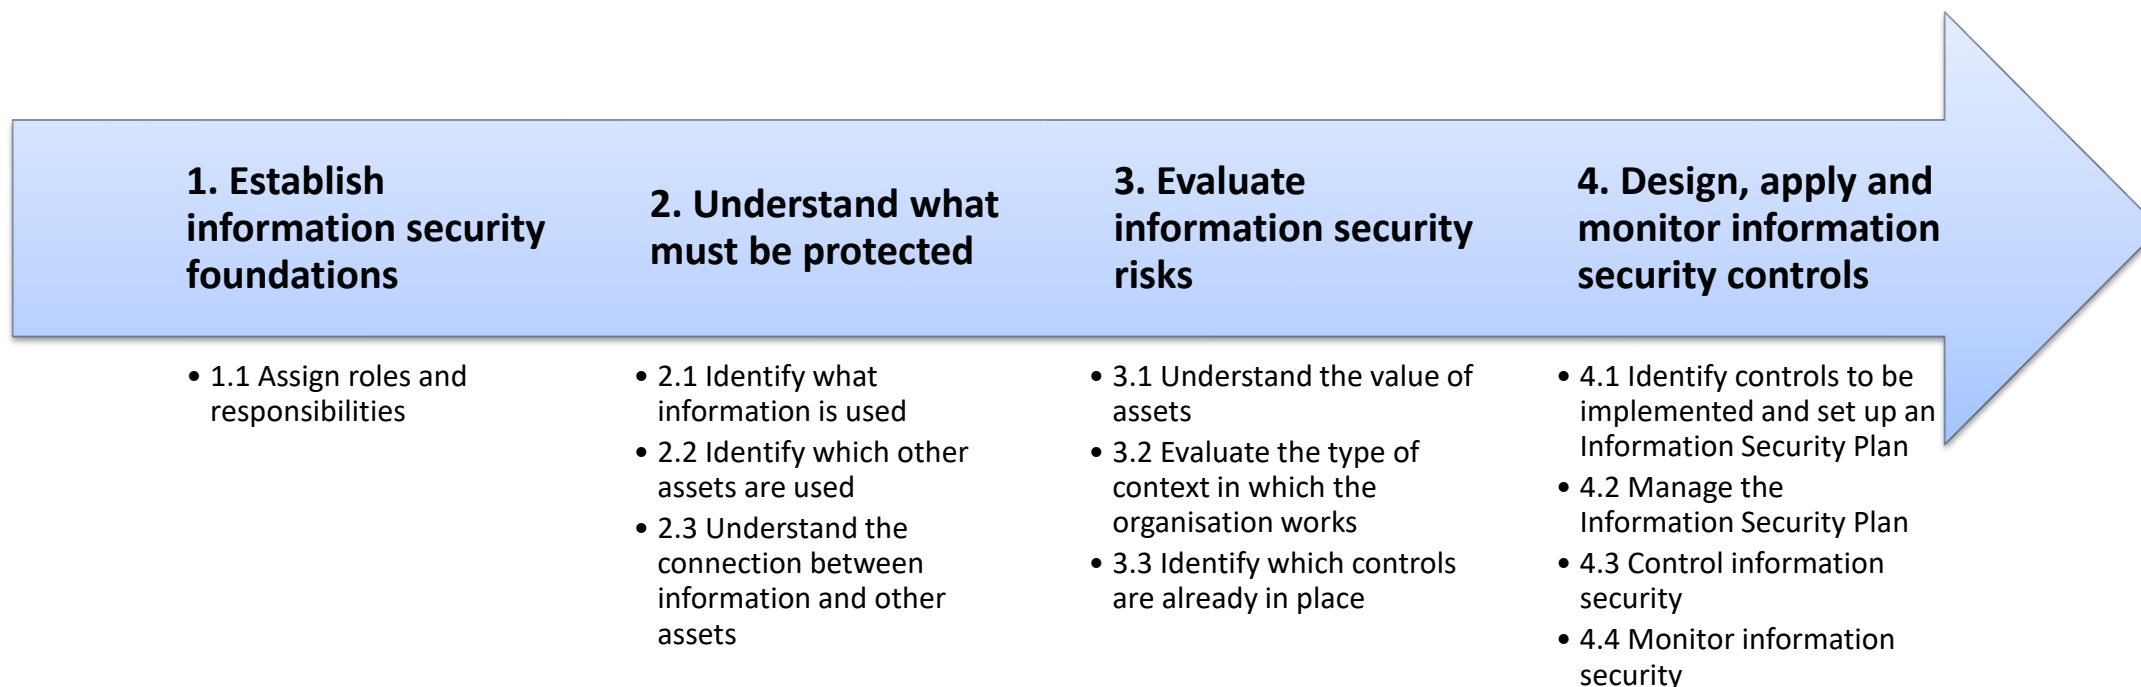 1. Establish
information security
foundations
2. Understand what
must be protected
3. Evaluate
information security
risks
4. Design, apply and
monitor information
security controls
• 1.1 Assign roles and
responsibilities
• 2.1 Identify what
information is used
• 2.2 Identify which other
assets are used
• 2.3 Understand the
connection between
information and other
assets
• 3.1 Understand the value of
assets
• 3.2 Evaluate the type of
context in which the
organisation works
• 3.3 Identify which controls
are already in place
• 4.1 Identify controls to be
implemented and set up an
Information Security Plan
• 4.2 Manage the
Information Security Plan
• 4.3 Control information
security
• 4.4 Monitor information
security